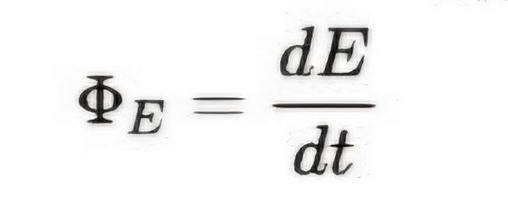 Φ_E = dE/dt